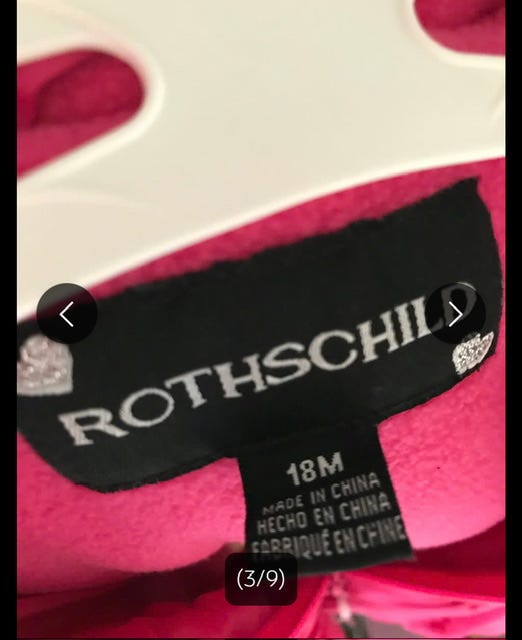 ROTHSCHILD
18M
MADE IN CHINA
HECHO EN CHINA
FABRIQUÉ EN CHINE
(3/9)